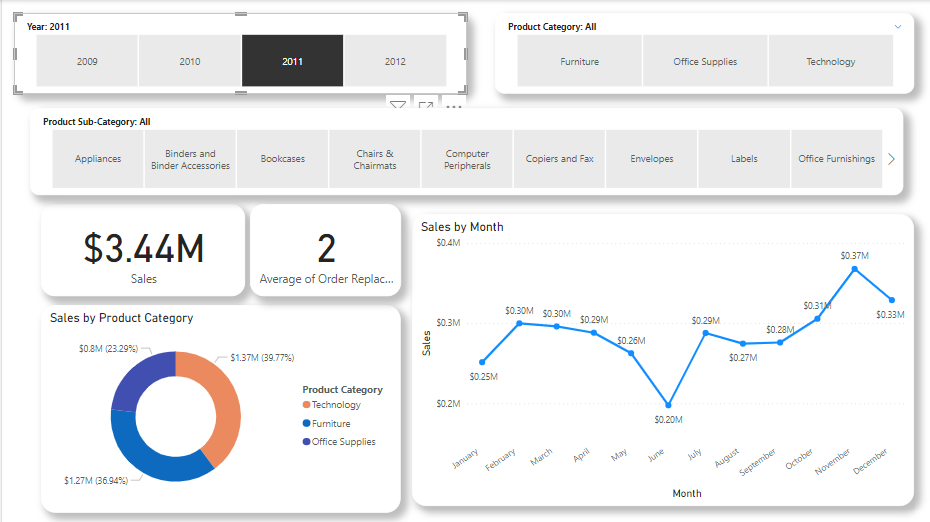 Year: 2011
2009
2010
2011
2012
Product Category: All
Furniture
Office Supplies
Technology
Product Sub-Category: All
Appliances
Binders and
Binder Accessories
Bookcases
Chairs &
Chairmats
Computer
Peripherals
Copiers and Fax
Envelopes
Labels
Office Furnishings
$3.44M
Sales
2
Average of Order Replac...
Sales by Product Category
$0.8M (23.29%)
$1.37M (39.77%)
$1.27M (36.94%)
Product Category
Technology
Furniture
Office Supplies
Sales by Month
$0.4M
$0.3M
$0.2M
Sales
$0.25M
$0.30M
$0.30M
$0.29M
$0.26M
$0.20M
$0.29M
$0.27M
$0.28M
$0.31M
$0.37M
$0.33M
January
February
March
April
May
June
July
August
September
October
November
December
Month